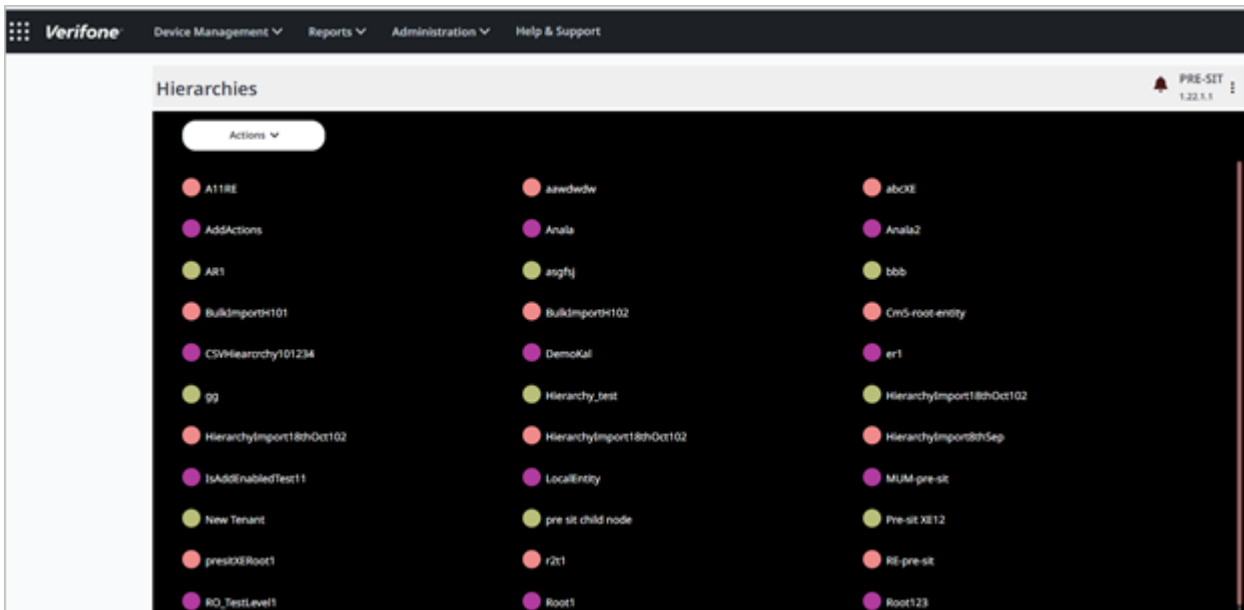 Verifone Device Management Reports Administration Help & Support
Hierarchies PRE-SIT
1.22.1.1
Actions
A11RE aawdwdw abcXE
AddActions Anala Anala2
AR1 asgfsj bbb
BulkImportH101 BulkImportH102 Cm5-root-entity
CSVHiearcrchy101234 DemoKal er1
gg Hierarchy_test HierarchyImport18thOct102
HierarchyImport18thOct102 HierarchyImport18thOct102 HierarchyImport8thSep
IsAddEnabledTest11 LocalEntity MUM-pre-sit
New Tenant pre sit child node Pre-sit XE12
presitXERoot1 r2t1 RE-pre-sit
RO_TestLevel1 Root1 Root123